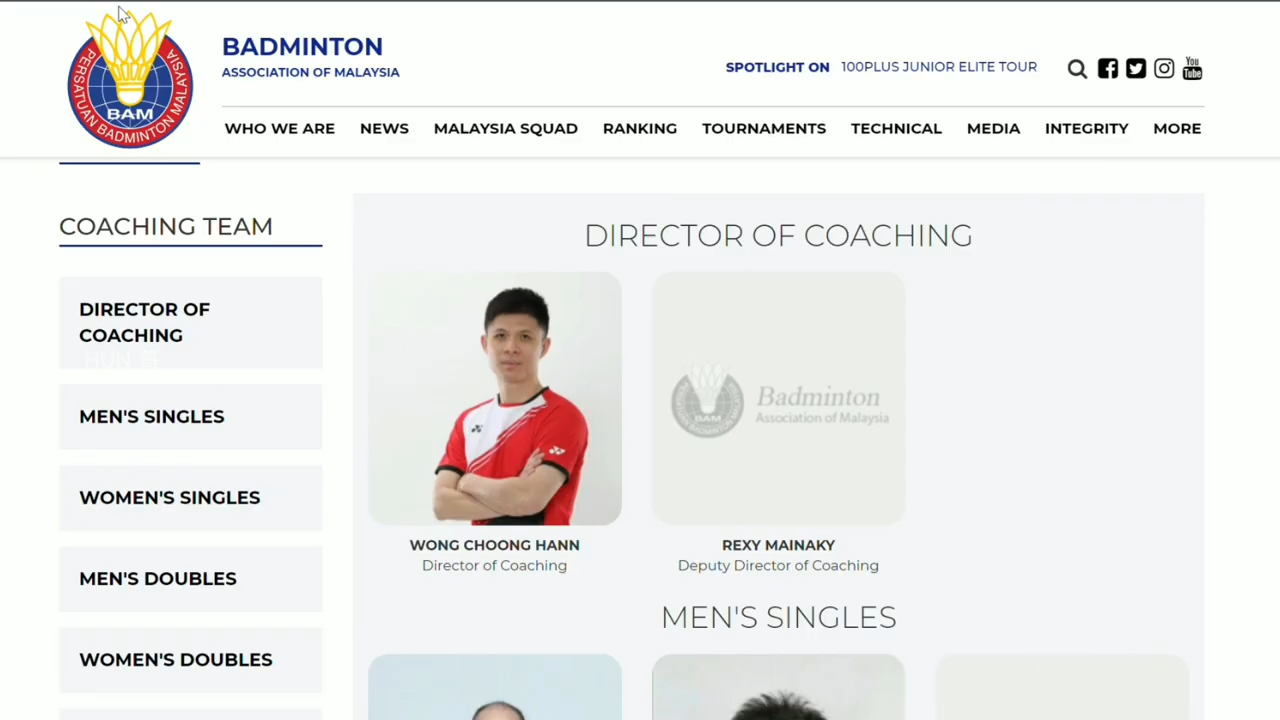 PERSATUAN BADMINTON MALAYSIA
BAM
BADMINTON
ASSOCIATION OF MALAYSIA
SPOTLIGHT ON 100PLUS JUNIOR ELITE TOUR
You
Tube
WHO WE ARE NEWS MALAYSIA SQUAD RANKING TOURNAMENTS TECHNICAL MEDIA INTEGRITY MORE
COACHING TEAM
DIRECTOR OF
COACHING
MEN'S SINGLES
WOMEN'S SINGLES
MEN'S DOUBLES
WOMEN'S DOUBLES
DIRECTOR OF COACHING
BAM
Badminton
Association of Malaysia
WONG CHOONG HANN
Director of Coaching
REXY MAINAKY
Deputy Director of Coaching
MEN'S SINGLES